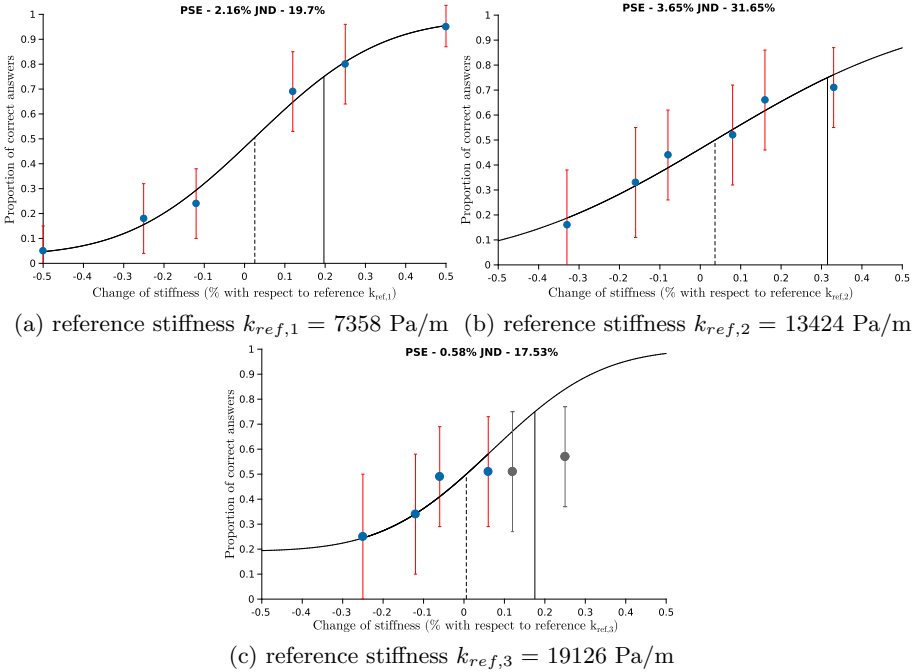 PSE - 2.16% JND - 19.7%
Proportion of correct answers
1
0.9
0.8
0.7
0.6
0.5
0.4
0.3
0.2
0.1
0
-0.5 -0.4 -0.3 -0.2 -0.1 0 0.1 0.2 0.3 0.4 0.5
Change of stiffness (% with respect to reference k_ref,1)
(a) reference stiffness k_ref,1 = 7358 Pa/m
PSE - 3.65% JND - 31.65%
Proportion of correct answers
1
0.9
0.8
0.7
0.6
0.5
0.4
0.3
0.2
0.1
0
-0.5 -0.4 -0.3 -0.2 -0.1 0 0.1 0.2 0.3 0.4 0.5
Change of stiffness (% with respect to reference k_ref,2)
(b) reference stiffness k_ref,2 = 13424 Pa/m
PSE - 0.58% JND - 17.53%
Proportion of correct answers
1
0.9
0.8
0.7
0.6
0.5
0.4
0.3
0.2
0.1
0
-0.5 -0.4 -0.3 -0.2 -0.1 0 0.1 0.2 0.3 0.4 0.5
Change of stiffness (% with respect to reference k_ref,3)
(c) reference stiffness k_ref,3 = 19126 Pa/m